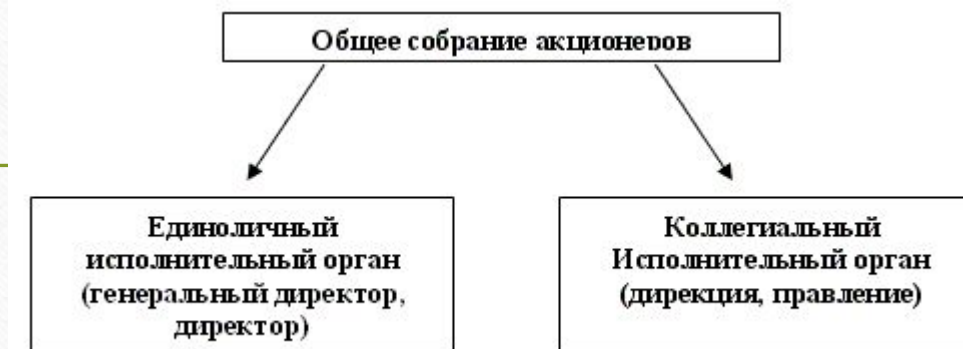 Общее собрание акционеров
Единоличный
исполнительный орган
(генеральный директор,
директор)
Коллегиальный
Исполнительный орган
(дирекция, правление)